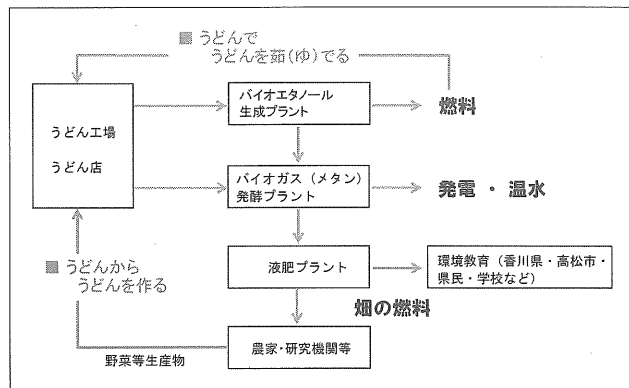 ■ うどんで
うどんを茹(ゆ)でる
うどん工場
うどん店
バイオエタノール
生成プラント
燃料
バイオガス（メタン）
発酵プラント
発電 ・ 温水
■ うどんから
うどんを作る
液肥プラント
環境教育（香川県・高松市・
県民・学校など）
畑の燃料
農家・研究機関等
野菜等生産物